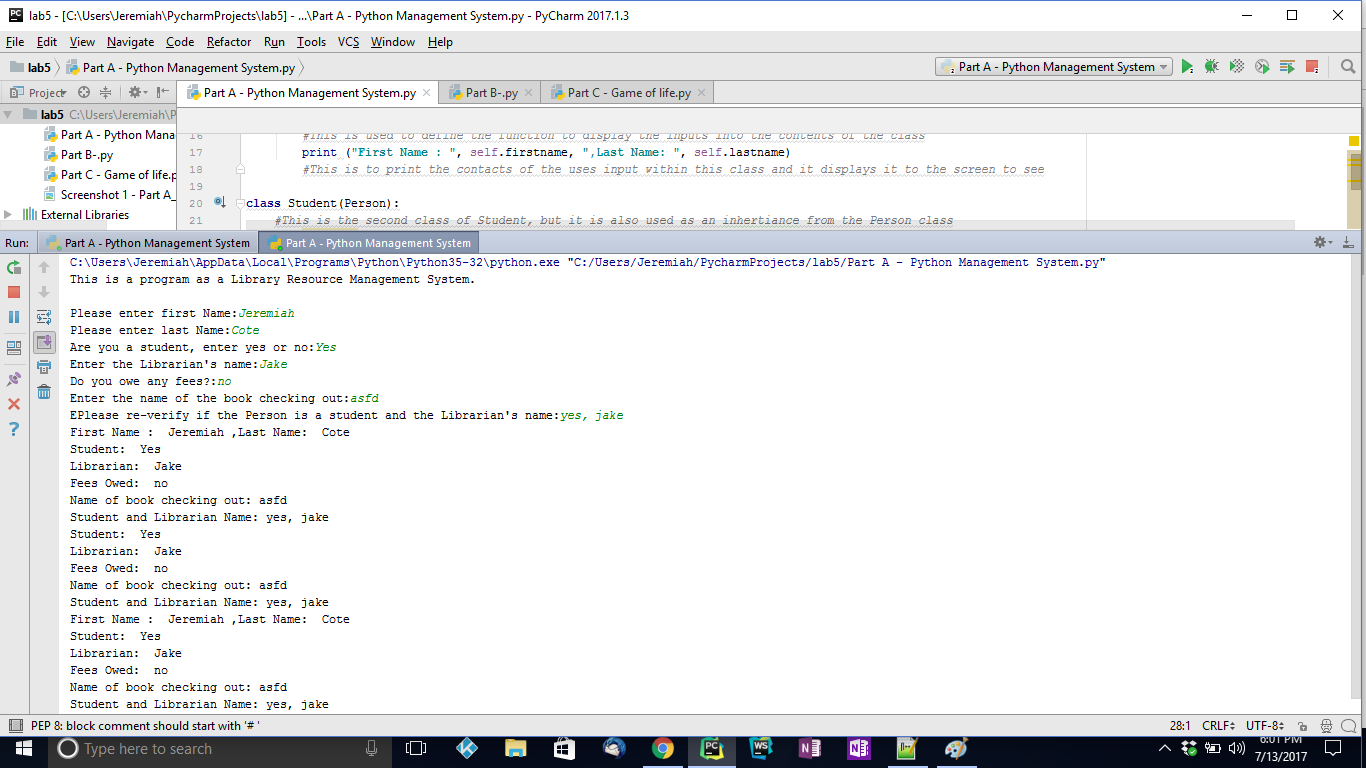 lab5 - [C:\Users\Jeremiah\PycharmProjects\lab5] - ...\Part A - Python Management System.py - PyCharm 2017.1.3
File Edit View Navigate Code Refactor Run Tools VCS Window Help
lab5 Part A - Python Management System.py Part A - Python Management System
Project Part A - Python Management System.py Part B-.py Part C - Game of life.py
lab5 C:\Users\Jeremiah\P
Part A - Python Mana
Part B-.py
Part C - Game of life.p
Screenshot 1 - Part A_
External Libraries
16 #This is used to define the function to display the inputs into the contents of the class
17 print ("First Name : ", self.firstname, ",Last Name: ", self.lastname)
18 #This is to print the contacts of the uses input within this class and it displays it to the screen to see
19
20 class Student(Person):
21 #This is the second class of Student, but it is also used as an inhertiance from the Person class
Run: Part A - Python Management System Part A - Python Management System
C:\Users\Jeremiah\AppData\Local\Programs\Python\Python35-32\python.exe "C:/Users/Jeremiah/PycharmProjects/lab5/Part A - Python Management System.py"
This is a program as a Library Resource Management System.
Please enter first Name:Jeremiah
Please enter last Name:Cote
Are you a student, enter yes or no:Yes
Enter the Librarian's name:Jake
Do you owe any fees?:no
Enter the name of the book checking out:asfd
EPlease re-verify if the Person is a student and the Librarian's name:yes, jake
First Name :  Jeremiah ,Last Name:  Cote
Student:  Yes
Librarian:  Jake
Fees Owed:  no
Name of book checking out: asfd
Student and Librarian Name: yes, jake
Student:  Yes
Librarian:  Jake
Fees Owed:  no
Name of book checking out: asfd
Student and Librarian Name: yes, jake
First Name :  Jeremiah ,Last Name:  Cote
Student:  Yes
Librarian:  Jake
Fees Owed:  no
Name of book checking out: asfd
Student and Librarian Name: yes, jake
PEP 8: block comment should start with '# ' 28:1 CRLF UTF-8
Type here to search
6:01 PM
7/13/2017